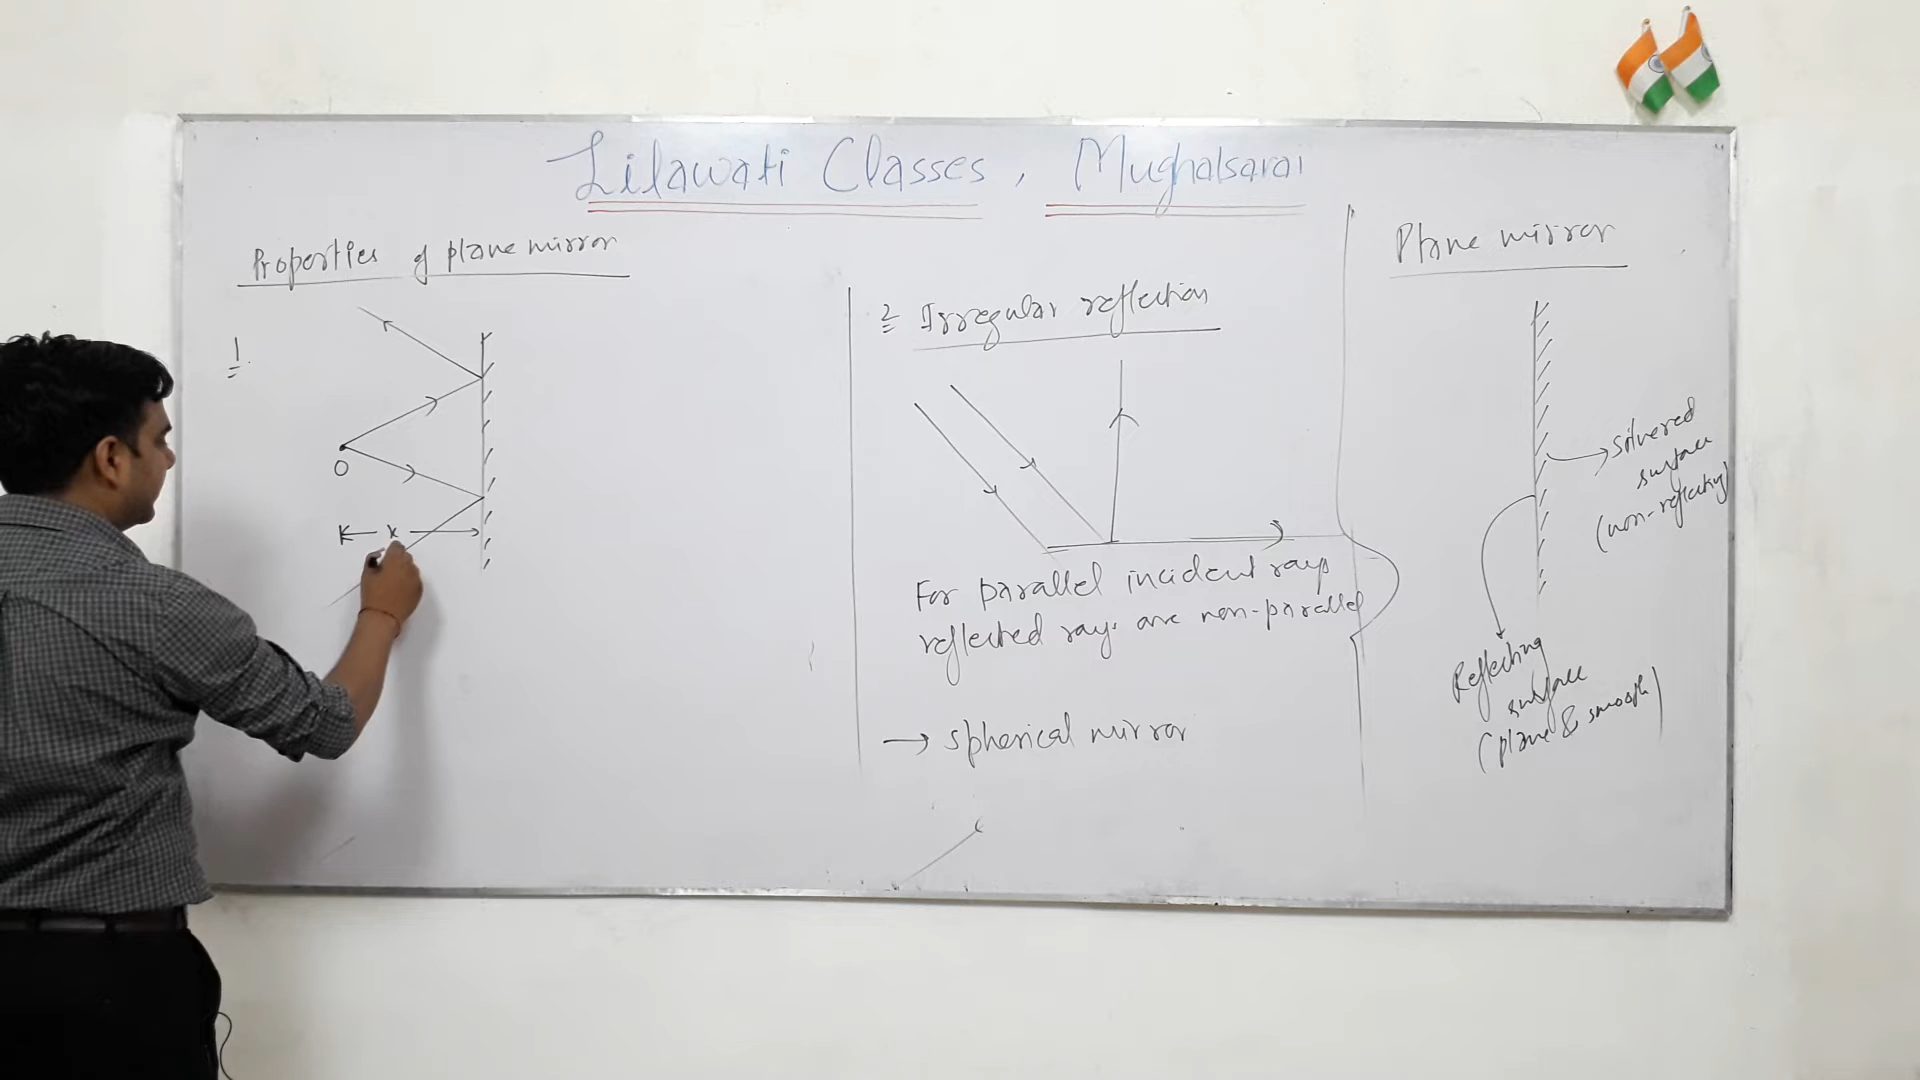 Lilawati Classes, Mughalsarai
Properties of plane mirror
1.
O
x
2 Irregular reflection
For parallel incident rays
reflected rays are non-parallel
→ spherical mirror
Plane mirror
silvered
surface
(non-reflecting)
Reflecting
surface
(plane & smooth)